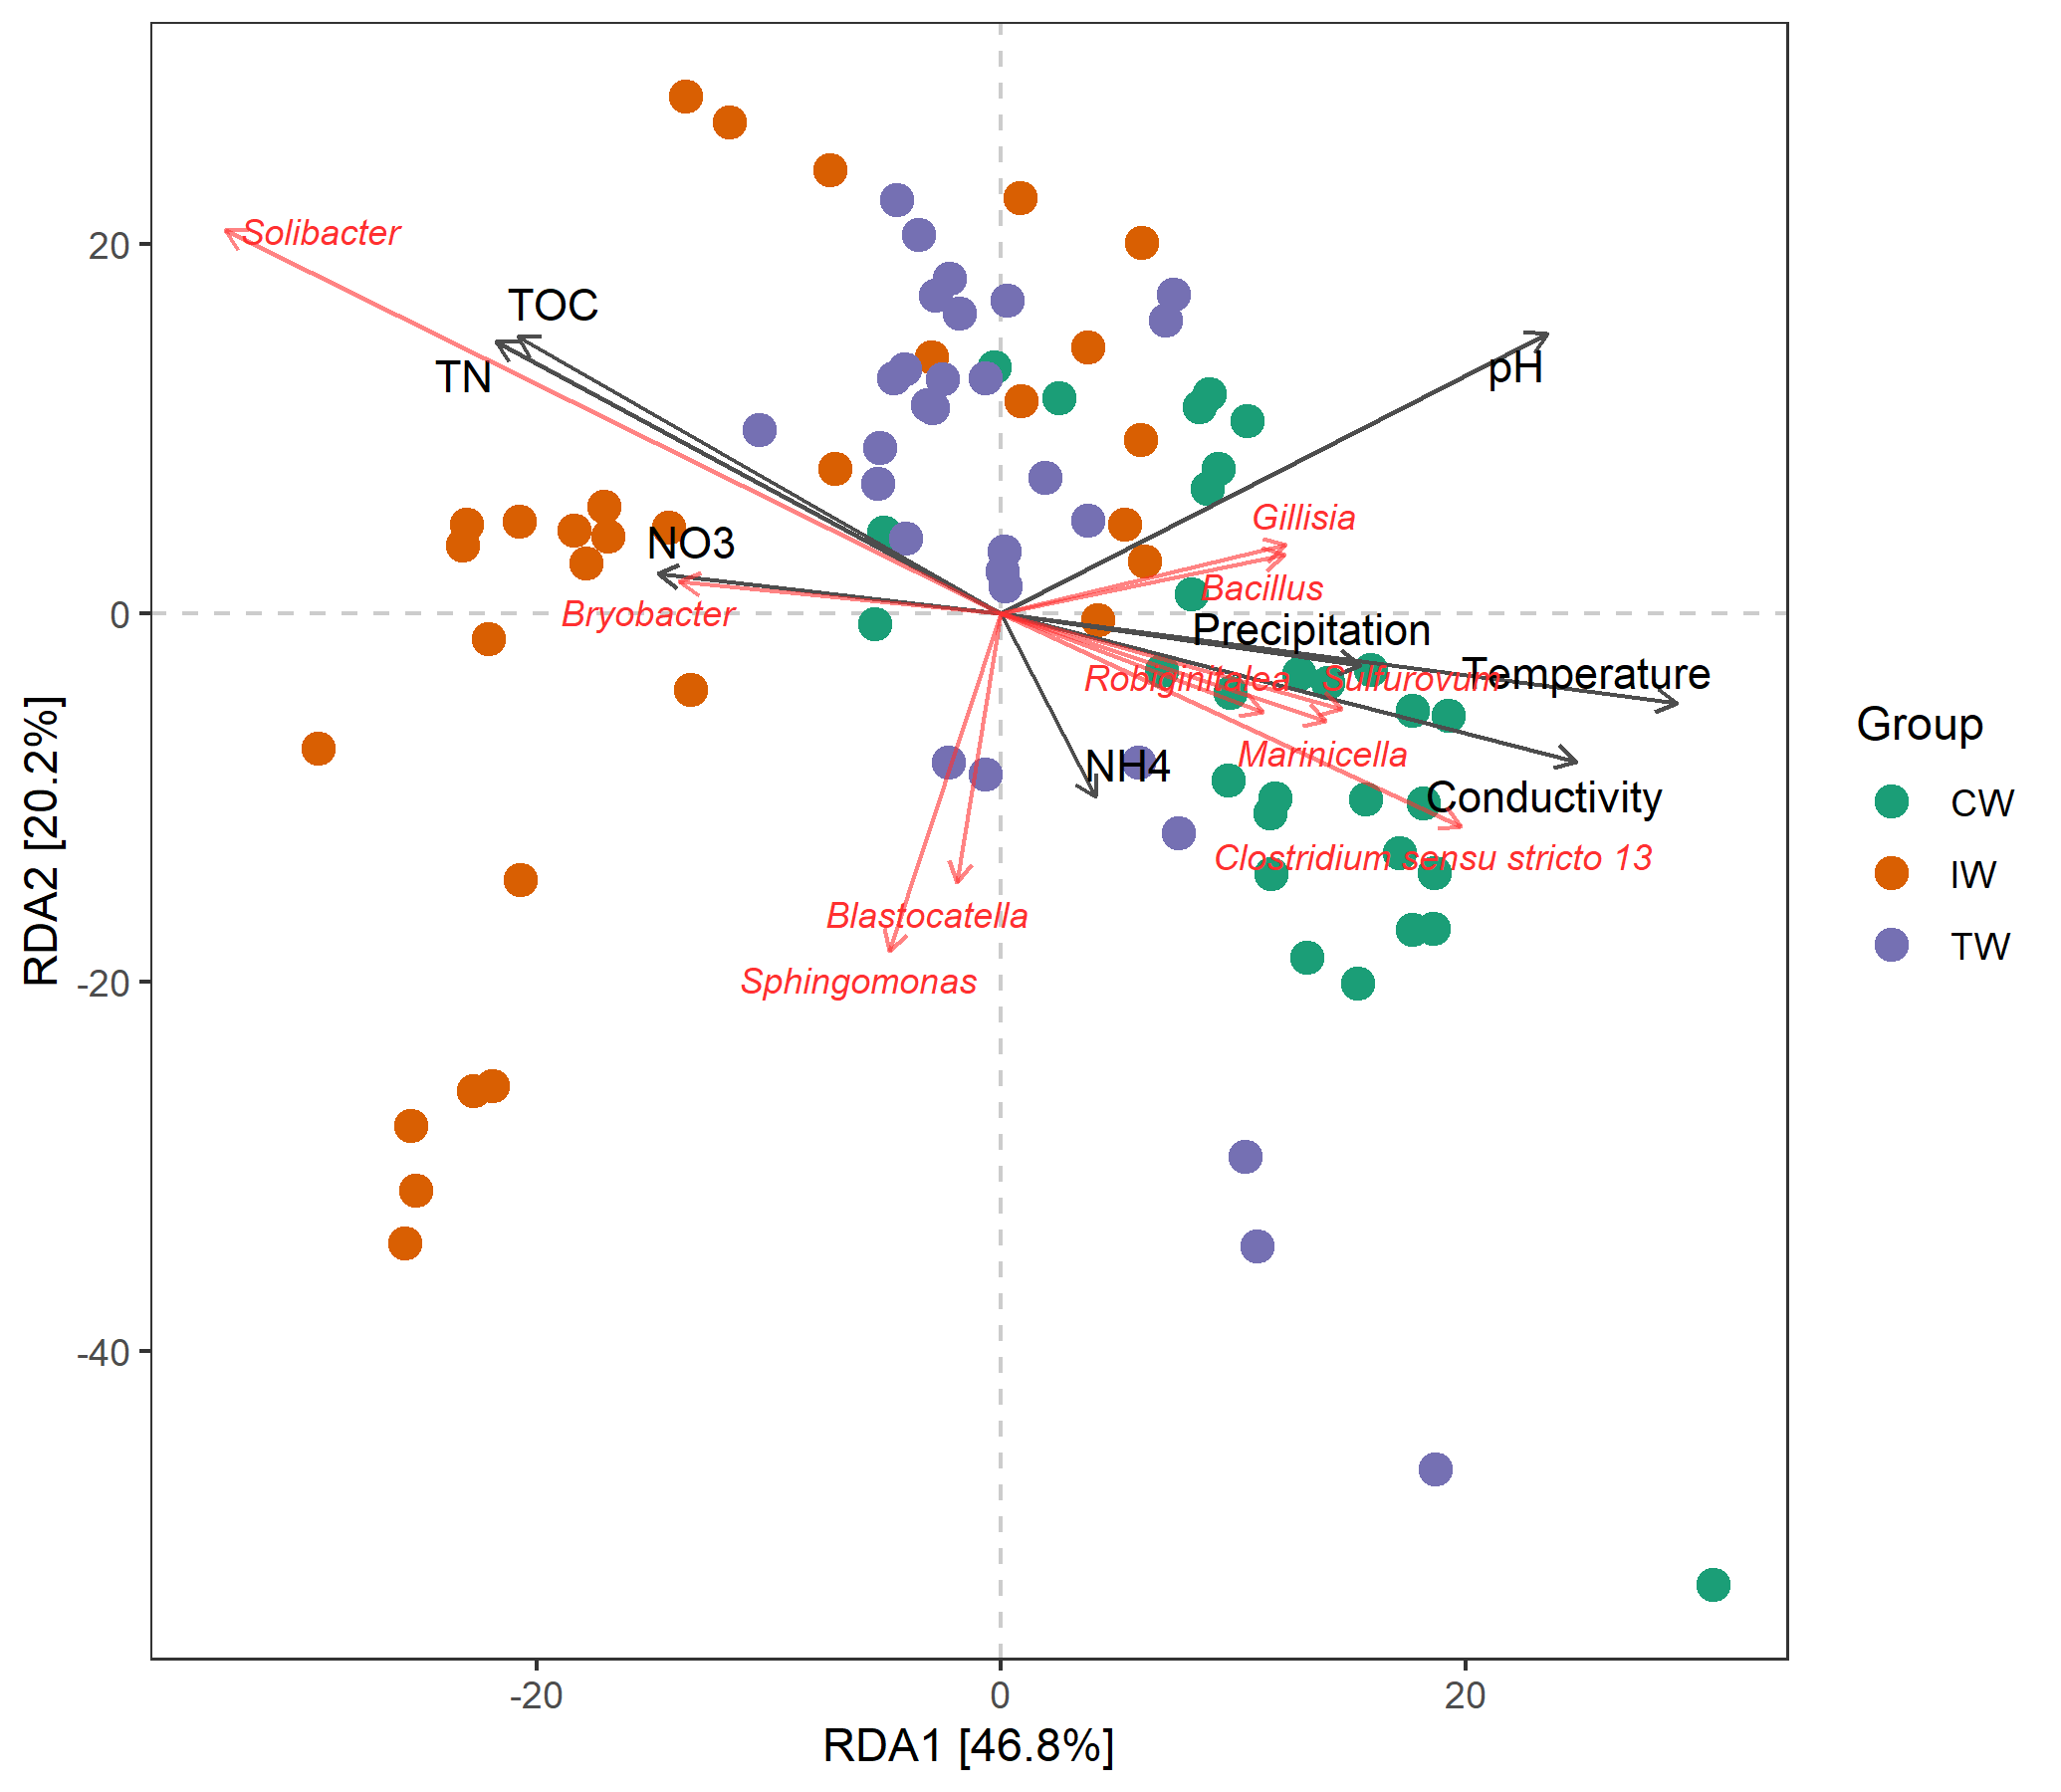 Solibacter
20
TOC
pH
TN
Gillisia
NO3
Bacillus
Bryobacter
0
Precipitation
Temperature
Robiginitalea
Sulfurovum
Marinicella
NH4
Conductivity
Clostridium sensu stricto 13
Blastocatella
Sphingomonas
-20
-40
RDA2 [20.2%]
-20
0
20
RDA1 [46.8%]
Group
CW
IW
TW